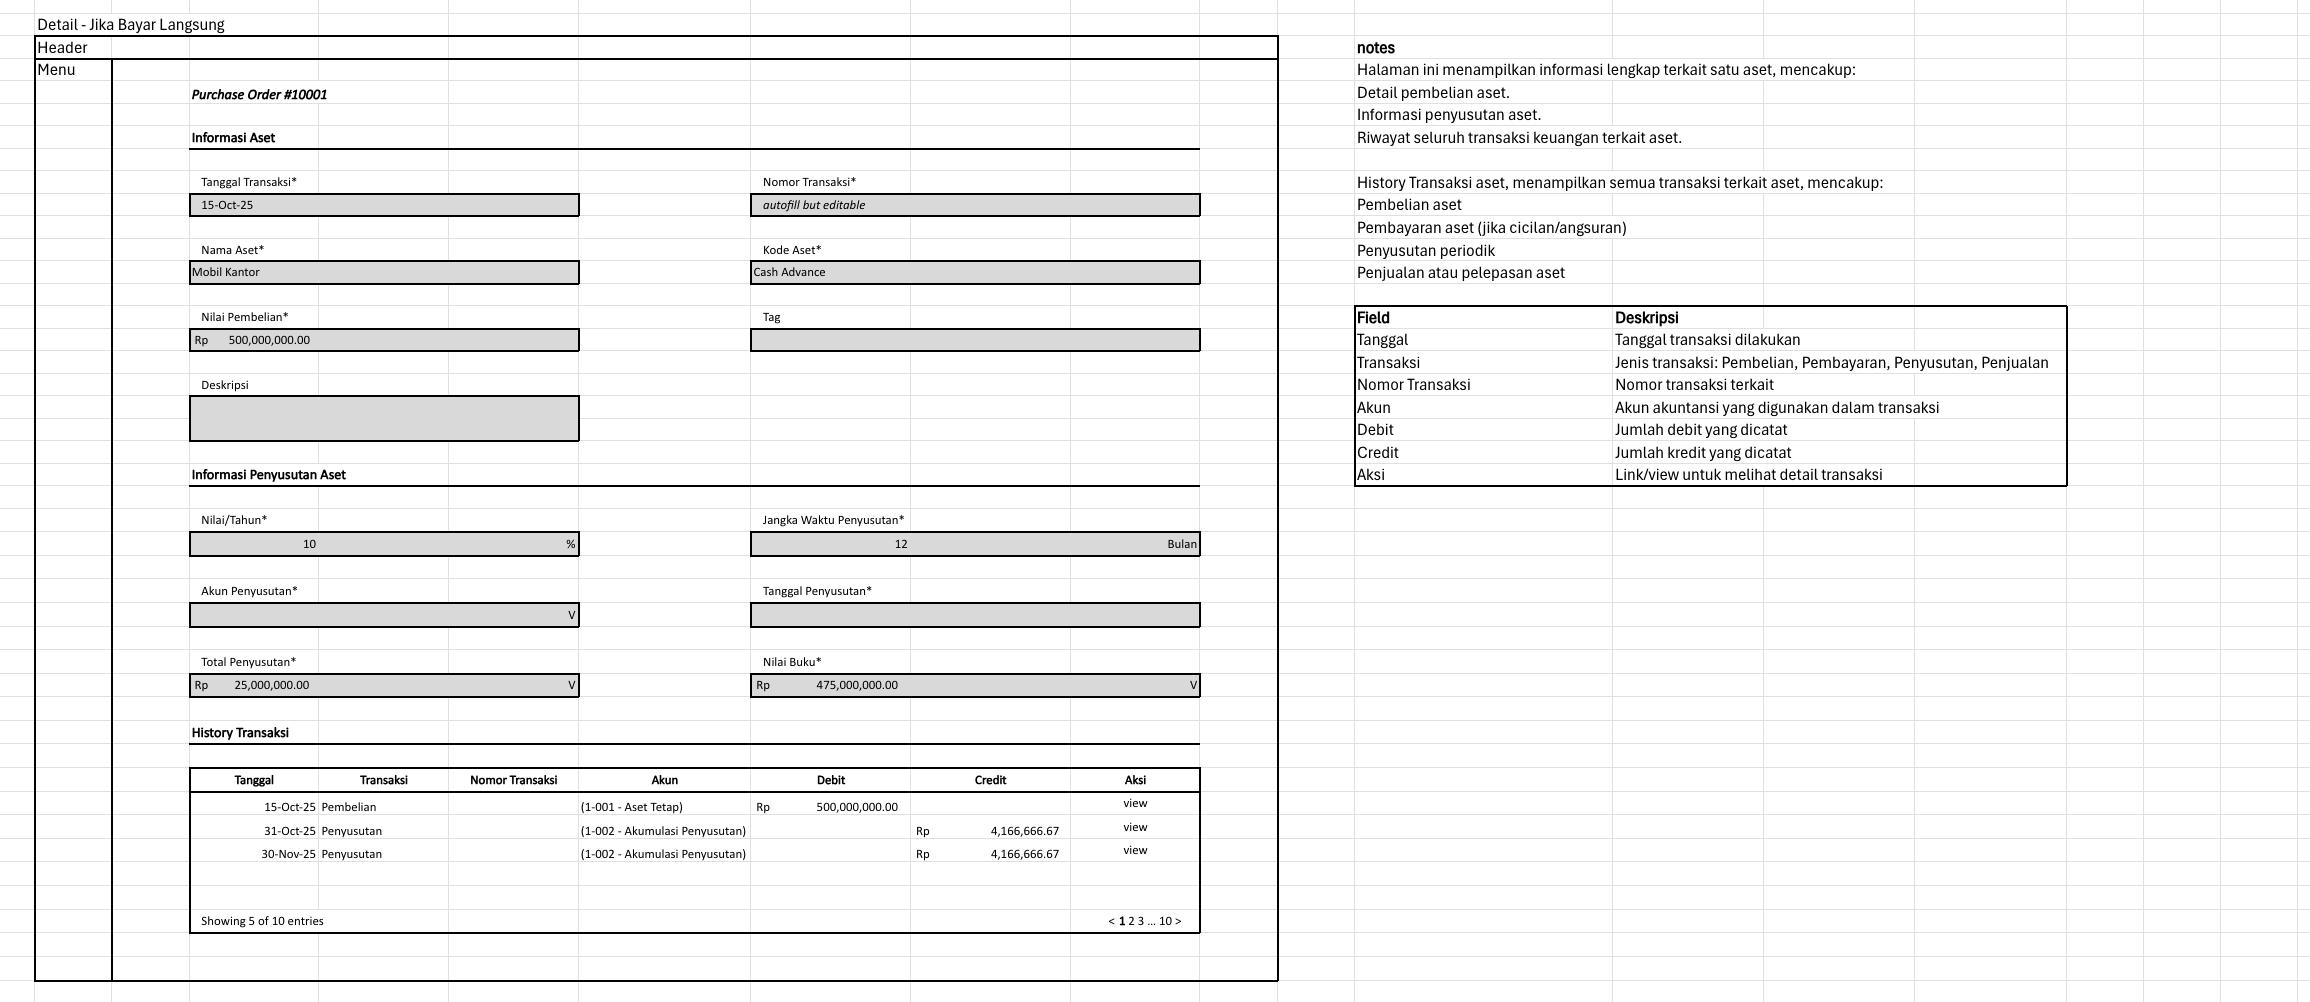 Detail - Jika Bayar Langsung
Header
Menu
Purchase Order #10001
Informasi Aset
Tanggal Transaksi* Nomor Transaksi*
15-Oct-25 autofill but editable
Nama Aset* Kode Aset*
Mobil Kantor Cash Advance
Nilai Pembelian* Tag
Rp 500,000,000.00
Deskripsi
Informasi Penyusutan Aset
Nilai/Tahun* Jangka Waktu Penyusutan*
10 % 12 Bulan
Akun Penyusutan* Tanggal Penyusutan*
V
Total Penyusutan* Nilai Buku*
Rp 25,000,000.00 V Rp 475,000,000.00 V
History Transaksi
Tanggal Transaksi Nomor Transaksi Akun Debit Credit Aksi
15-Oct-25 Pembelian (1-001 - Aset Tetap) Rp 500,000,000.00 view
31-Oct-25 Penyusutan (1-002 - Akumulasi Penyusutan) Rp 4,166,666.67 view
30-Nov-25 Penyusutan (1-002 - Akumulasi Penyusutan) Rp 4,166,666.67 view
Showing 5 of 10 entries < 1 2 3 ... 10 >
notes
Halaman ini menampilkan informasi lengkap terkait satu aset, mencakup:
Detail pembelian aset.
Informasi penyusutan aset.
Riwayat seluruh transaksi keuangan terkait aset.
History Transaksi aset, menampilkan semua transaksi terkait aset, mencakup:
Pembelian aset
Pembayaran aset (jika cicilan/angsuran)
Penyusutan periodik
Penjualan atau pelepasan aset
Field Deskripsi
Tanggal Tanggal transaksi dilakukan
Transaksi Jenis transaksi: Pembelian, Pembayaran, Penyusutan, Penjualan
Nomor Transaksi Nomor transaksi terkait
Akun Akun akuntansi yang digunakan dalam transaksi
Debit Jumlah debit yang dicatat
Credit Jumlah kredit yang dicatat
Aksi Link/view untuk melihat detail transaksi